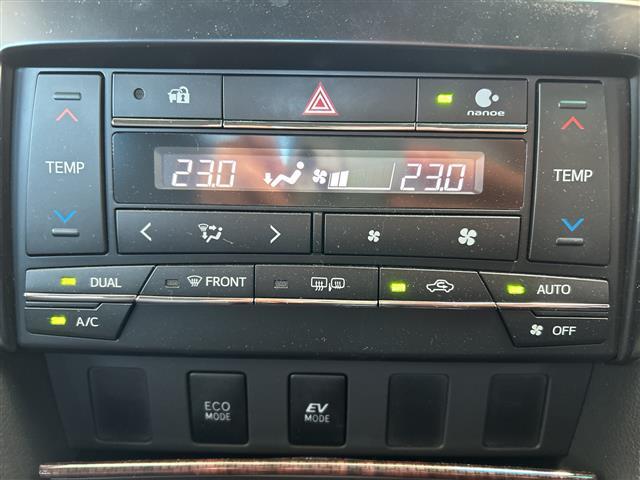 nanoe
TEMP
23.0 23.0
TEMP
DUAL
FRONT
AUTO
A/C
OFF
ECO
MODE
EV
MODE